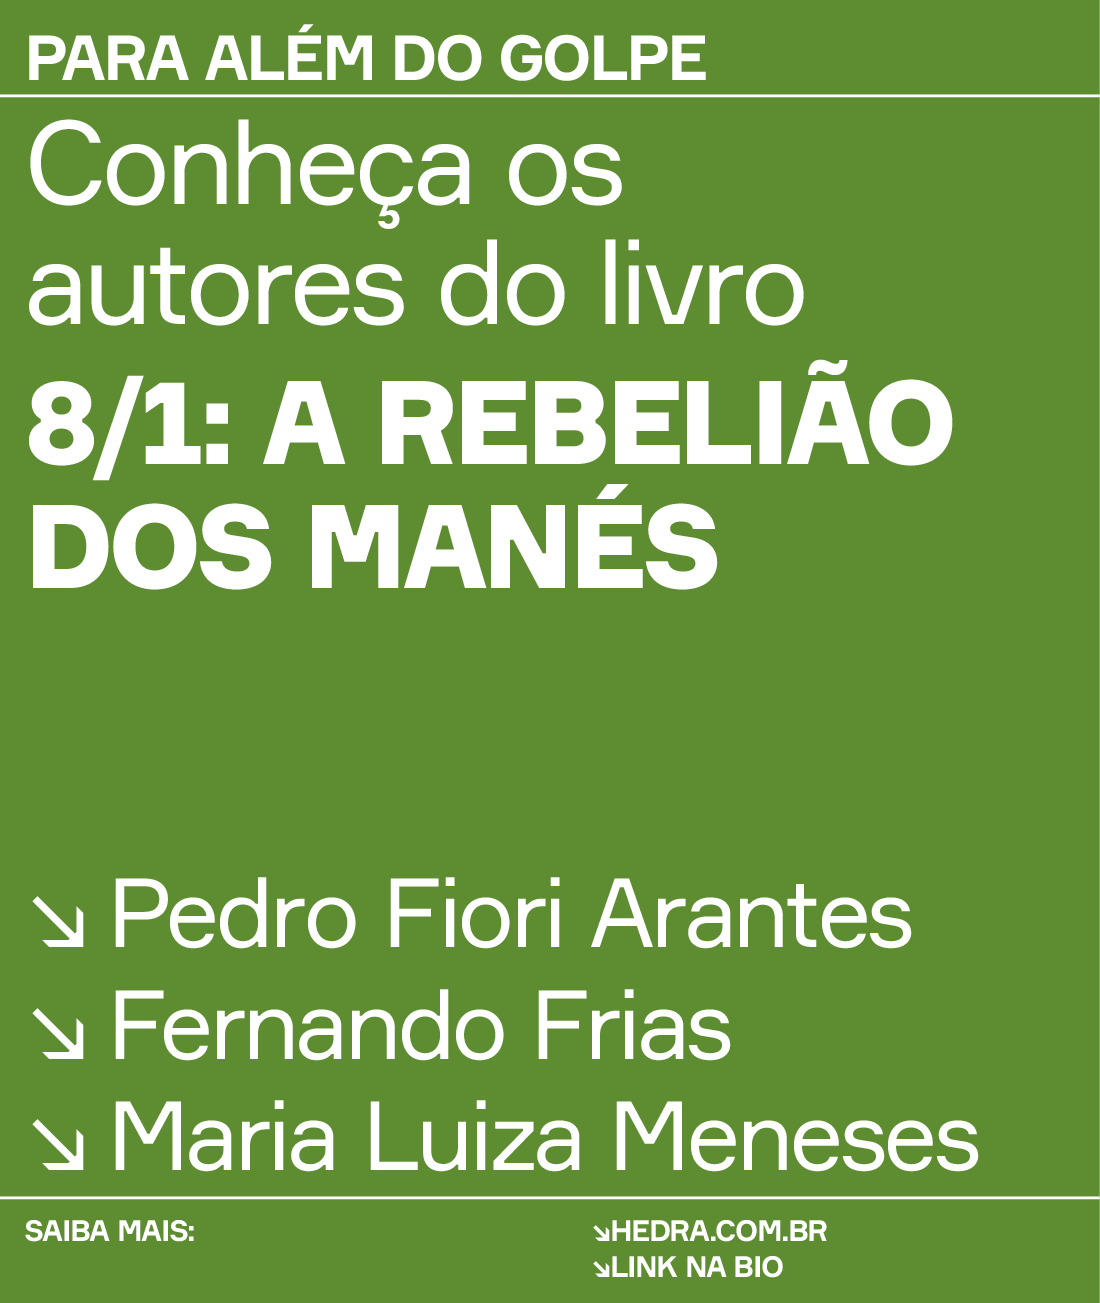 PARA ALÉM DO GOLPE
Conheça os
autores do livro
8/1: A REBELIÃO
DOS MANÉS
↘ Pedro Fiori Arantes
↘ Fernando Frias
↘ Maria Luiza Meneses
SAIBA MAIS:
↘HEDRA.COM.BR
↘LINK NA BIO